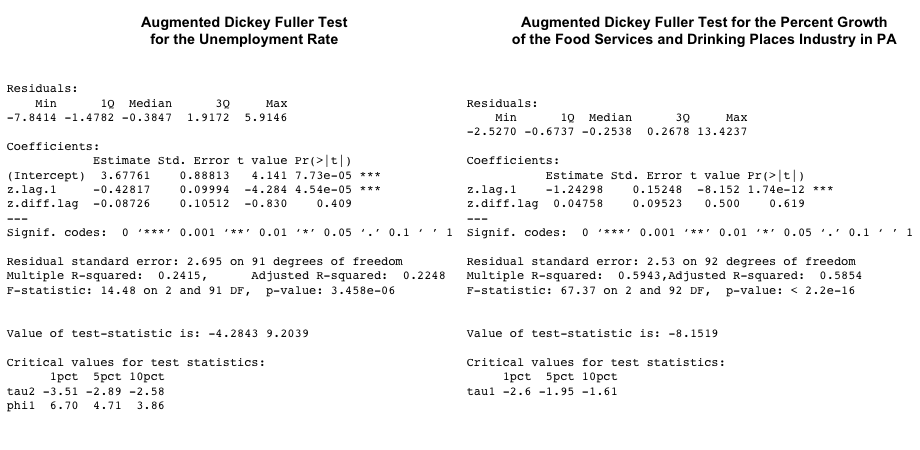 Augmented Dickey Fuller Test
for the Unemployment Rate
Residuals:
    Min      1Q  Median      3Q     Max
-7.8414 -1.4782 -0.3847  1.9172  5.9146
Coefficients:
            Estimate Std. Error t value Pr(>|t|)
(Intercept)  3.67761    0.88813   4.141 7.73e-05 ***
z.lag.1     -0.42817    0.09994  -4.284 4.54e-05 ***
z.diff.lag  -0.08726    0.10512  -0.830    0.409
---
Signif. codes:  0 ‘***’ 0.001 ‘**’ 0.01 ‘*’ 0.05 ‘.’ 0.1 ‘ ’ 1
Residual standard error: 2.695 on 91 degrees of freedom
Multiple R-squared:  0.2415,      Adjusted R-squared:  0.2248
F-statistic: 14.48 on 2 and 91 DF,  p-value: 3.458e-06
Value of test-statistic is: -4.2843 9.2039
Critical values for test statistics:
      1pct  5pct 10pct
tau2 -3.51 -2.89 -2.58
phi1  6.70  4.71  3.86
Augmented Dickey Fuller Test for the Percent Growth
of the Food Services and Drinking Places Industry in PA
Residuals:
    Min      1Q  Median      3Q     Max
-2.5270 -0.6737 -0.2538  0.2678 13.4237
Coefficients:
           Estimate Std. Error t value Pr(>|t|)
z.lag.1    -1.24298    0.15248  -8.152 1.74e-12 ***
z.diff.lag  0.04758    0.09523   0.500    0.619
---
Signif. codes:  0 ‘***’ 0.001 ‘**’ 0.01 ‘*’ 0.05 ‘.’ 0.1 ‘ ’ 1
Residual standard error: 2.53 on 92 degrees of freedom
Multiple R-squared:  0.5943,Adjusted R-squared:  0.5854
F-statistic: 67.37 on 2 and 92 DF,  p-value: < 2.2e-16
Value of test-statistic is: -8.1519
Critical values for test statistics:
     1pct  5pct 10pct
tau1 -2.6 -1.95 -1.61